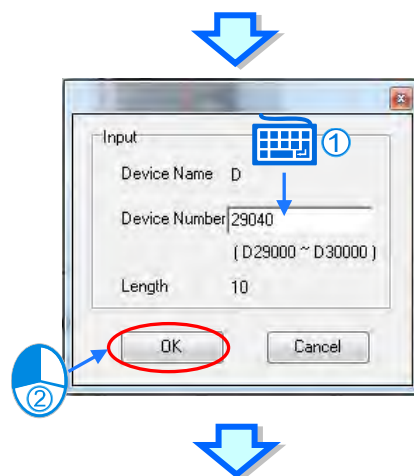 Input
①
Device Name D
Device Number 29040
( D29000 ~ D30000 )
Length 10
OK Cancel
②